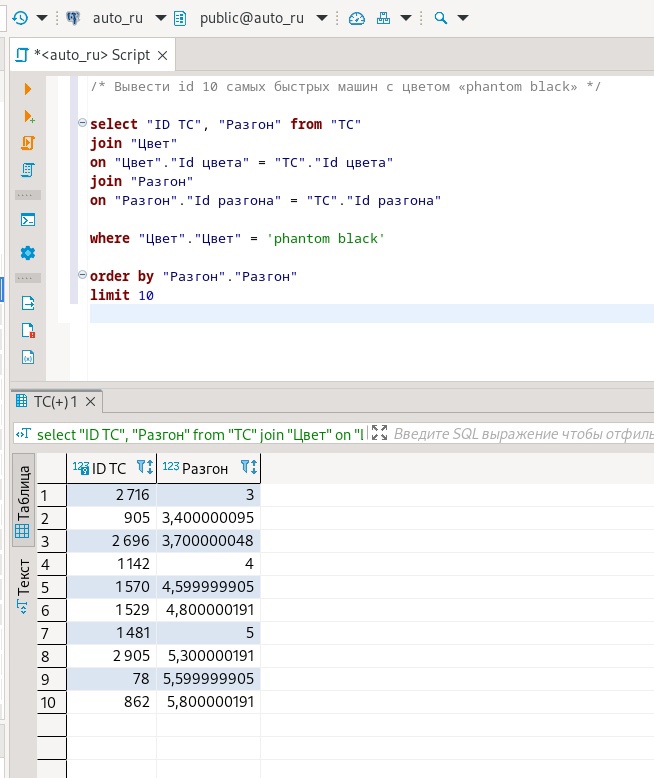 auto_ru public@auto_ru
*<auto_ru> Script
/* Вывести id 10 самых быстрых машин с цветом «phantom black» */
select "ID ТС", "Разгон" from "ТС"
join "Цвет"
on "Цвет"."Id цвета" = "ТС"."Id цвета"
join "Разгон"
on "Разгон"."Id разгона" = "ТС"."Id разгона"
where "Цвет"."Цвет" = 'phantom black'
order by "Разгон"."Разгон"
limit 10
ТС(+) 1
select "ID ТС", "Разгон" from "ТС" join "Цвет" on "I
Введите SQL выражение чтобы отфиль
Таблица
Текст
123 ID ТС 123 Разгон
1 2 716 3
2 905 3,400000095
3 2 696 3,700000048
4 1 142 4
5 1 570 4,599999905
6 1 529 4,800000191
7 1 481 5
8 2 905 5,300000191
9 78 5,599999905
10 862 5,800000191